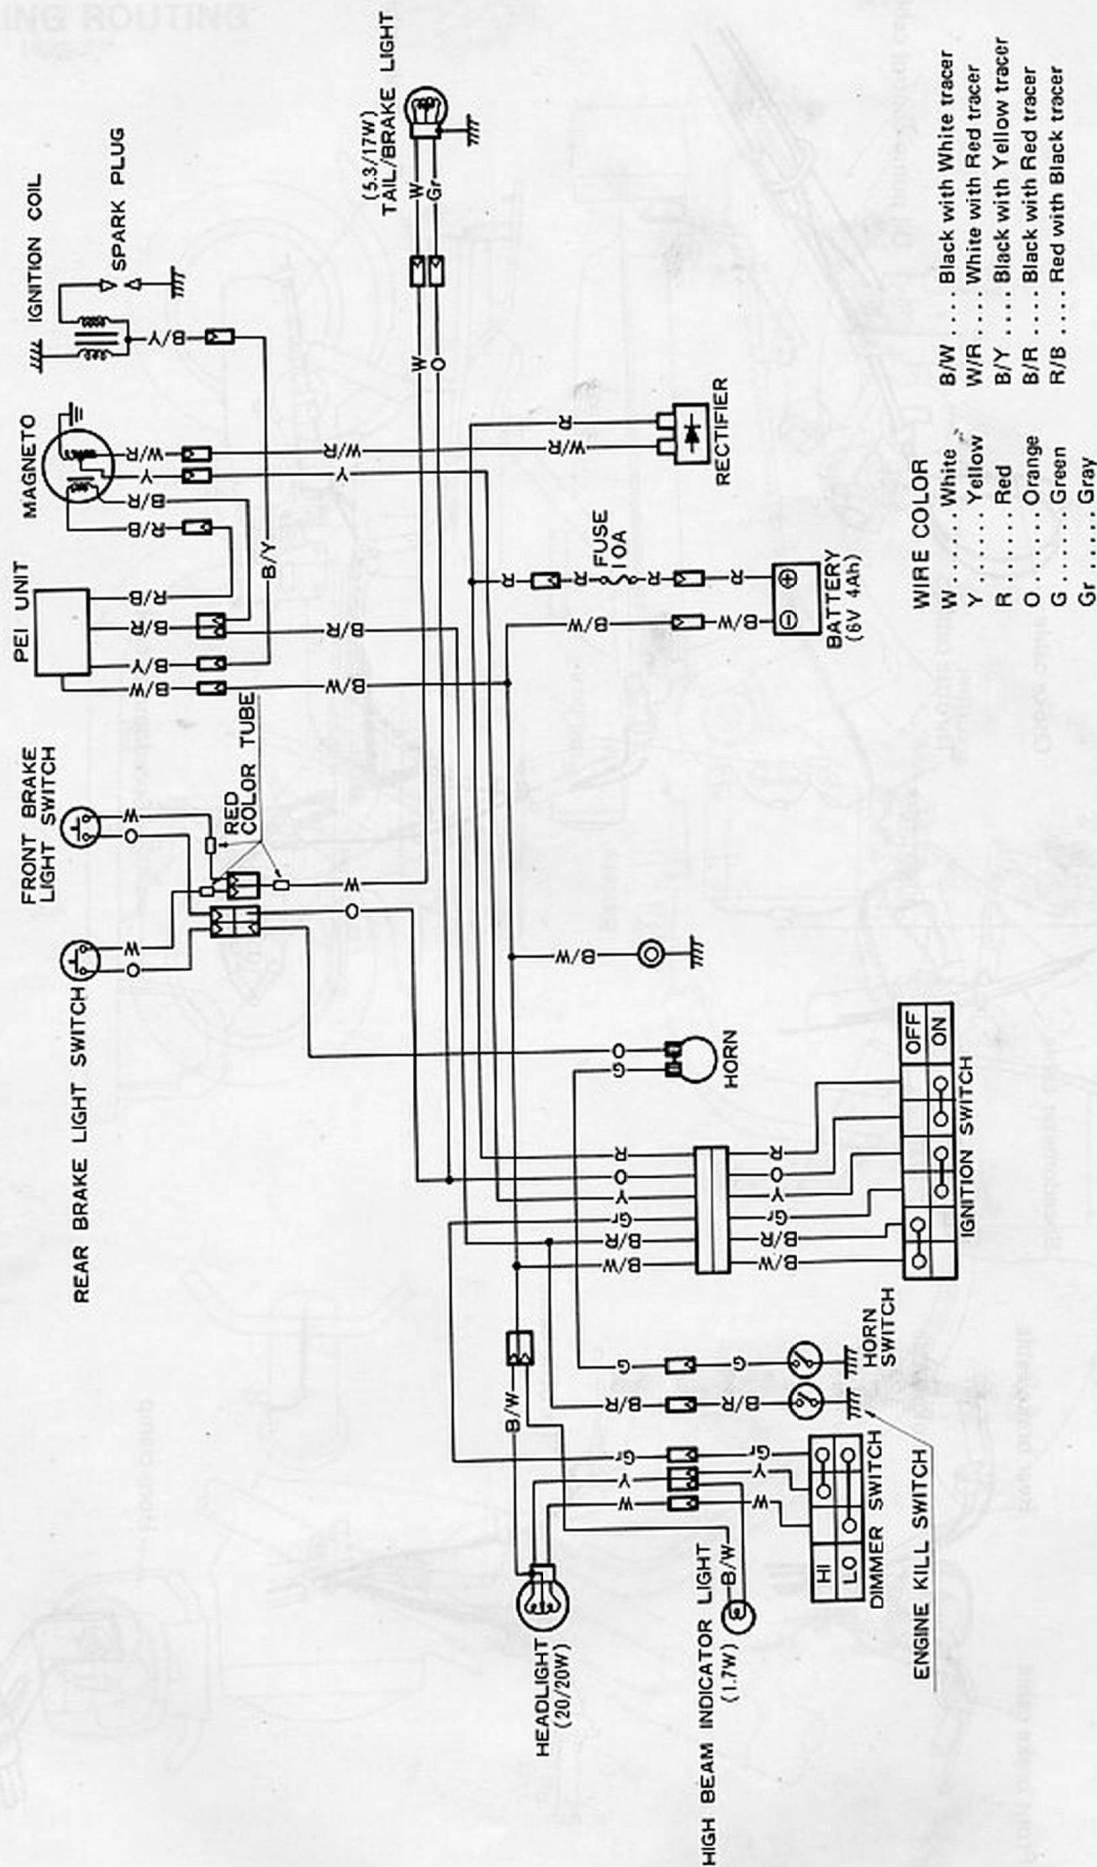 IGNITION COIL
SPARK PLUG
MAGNETO
PEI UNIT
FRONT BRAKE
LIGHT SWITCH
REAR BRAKE LIGHT SWITCH
RED
COLOR TUBE
(5.3/17W)
TAIL/BRAKE LIGHT
W
Gr
W
O
B/Y
W/R
Y
B/R
R/B
W/R
Y
B/Y
R/B
B/R
B/Y
B/W
B/R
B/W
W
O
W
O
W
O
R
W/R
RECTIFIER
FUSE
10A
R
R
R
R
B/W
B/W
BATTERY
(6V 4Ah)
B/W
O
G
HORN
R
O
Y
Gr
B/R
B/W
R
O
Y
Gr
B/R
B/W
OFF
ON
IGNITION SWITCH
G
G
B/R
B/R
HORN
SWITCH
ENGINE KILL SWITCH
B/W
Gr
Y
W
Gr
Y
W
HI
LO
DIMMER SWITCH
HEADLIGHT
(20/20W)
B/W
HIGH BEAM INDICATOR LIGHT
(1.7W)
WIRE COLOR
W ...... White
Y ...... Yellow
R ...... Red
O ...... Orange
G ...... Green
Gr ..... Gray
B/W .... Black with White tracer
W/R .... White with Red tracer
B/Y .... Black with Yellow tracer
B/R .... Black with Red tracer
R/B .... Red with Black tracer